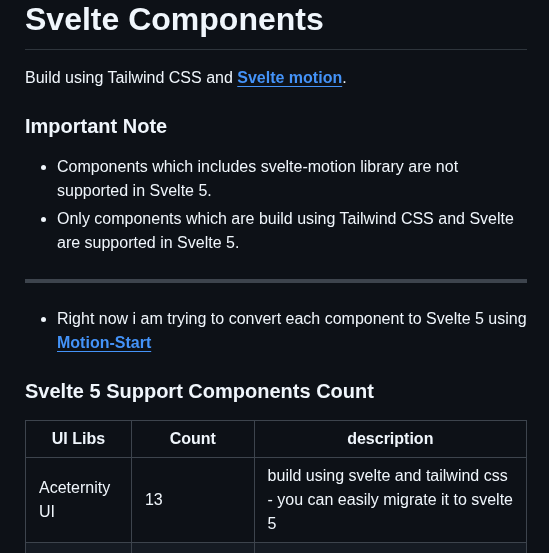 Svelte Components
Build using Tailwind CSS and Svelte motion.
Important Note
Components which includes svelte-motion library are not
supported in Svelte 5.
Only components which are build using Tailwind CSS and Svelte
are supported in Svelte 5.
Right now i am trying to convert each component to Svelte 5 using
Motion-Start
Svelte 5 Support Components Count
UI Libs Count description
Aceternity
UI
13
build using svelte and tailwind css
- you can easily migrate it to svelte
5